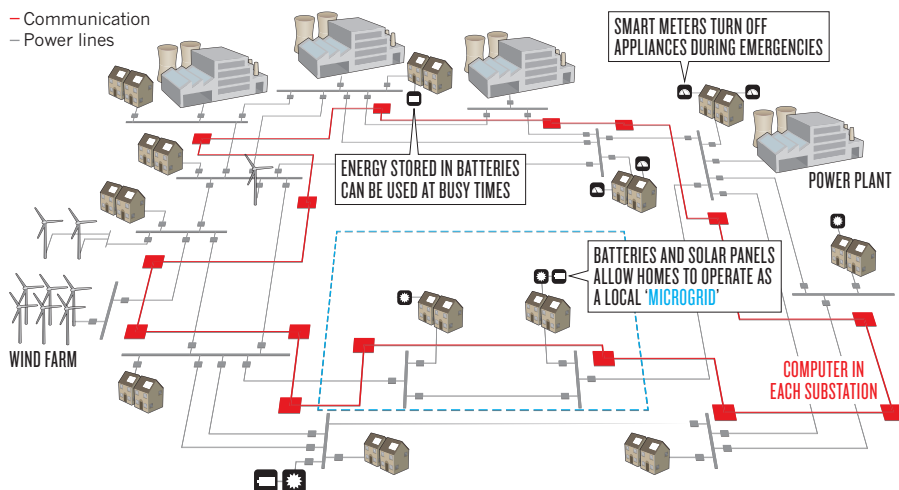 Communication
Power lines
SMART METERS TURN OFF
APPLIANCES DURING EMERGENCIES
ENERGY STORED IN BATTERIES
CAN BE USED AT BUSY TIMES
POWER PLANT
BATTERIES AND SOLAR PANELS
ALLOW HOMES TO OPERATE AS
A LOCAL ‘MICROGRID’
WIND FARM
COMPUTER IN
EACH SUBSTATION